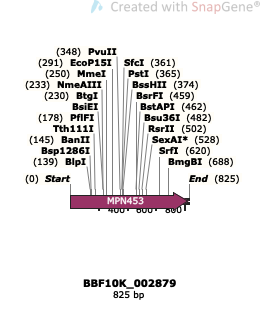 Created with SnapGene®
(348) PvuII
(291) EcoP15I SfcI (361)
(250) MmeI PstI (365)
(233) NmeAIII BssHII (374)
(230) BtgI BsrFI (459)
BsiEI BstAPI (462)
(178) PflFI Bsu36I (482)
Tth111I RsrII (502)
(145) BanII SexAI* (528)
Bsp1286I SrfI (620)
(139) BlpI BmgBI (688)
(0) Start End (825)
MPN453
400 600 800
BBF10K_002879
825 bp